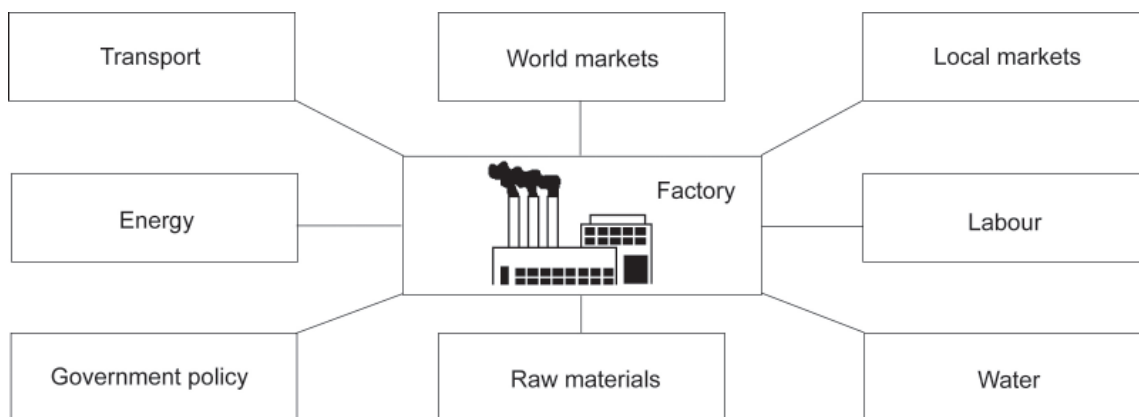 Transport
World markets
Local markets
Factory
Energy
Labour
Government policy
Raw materials
Water